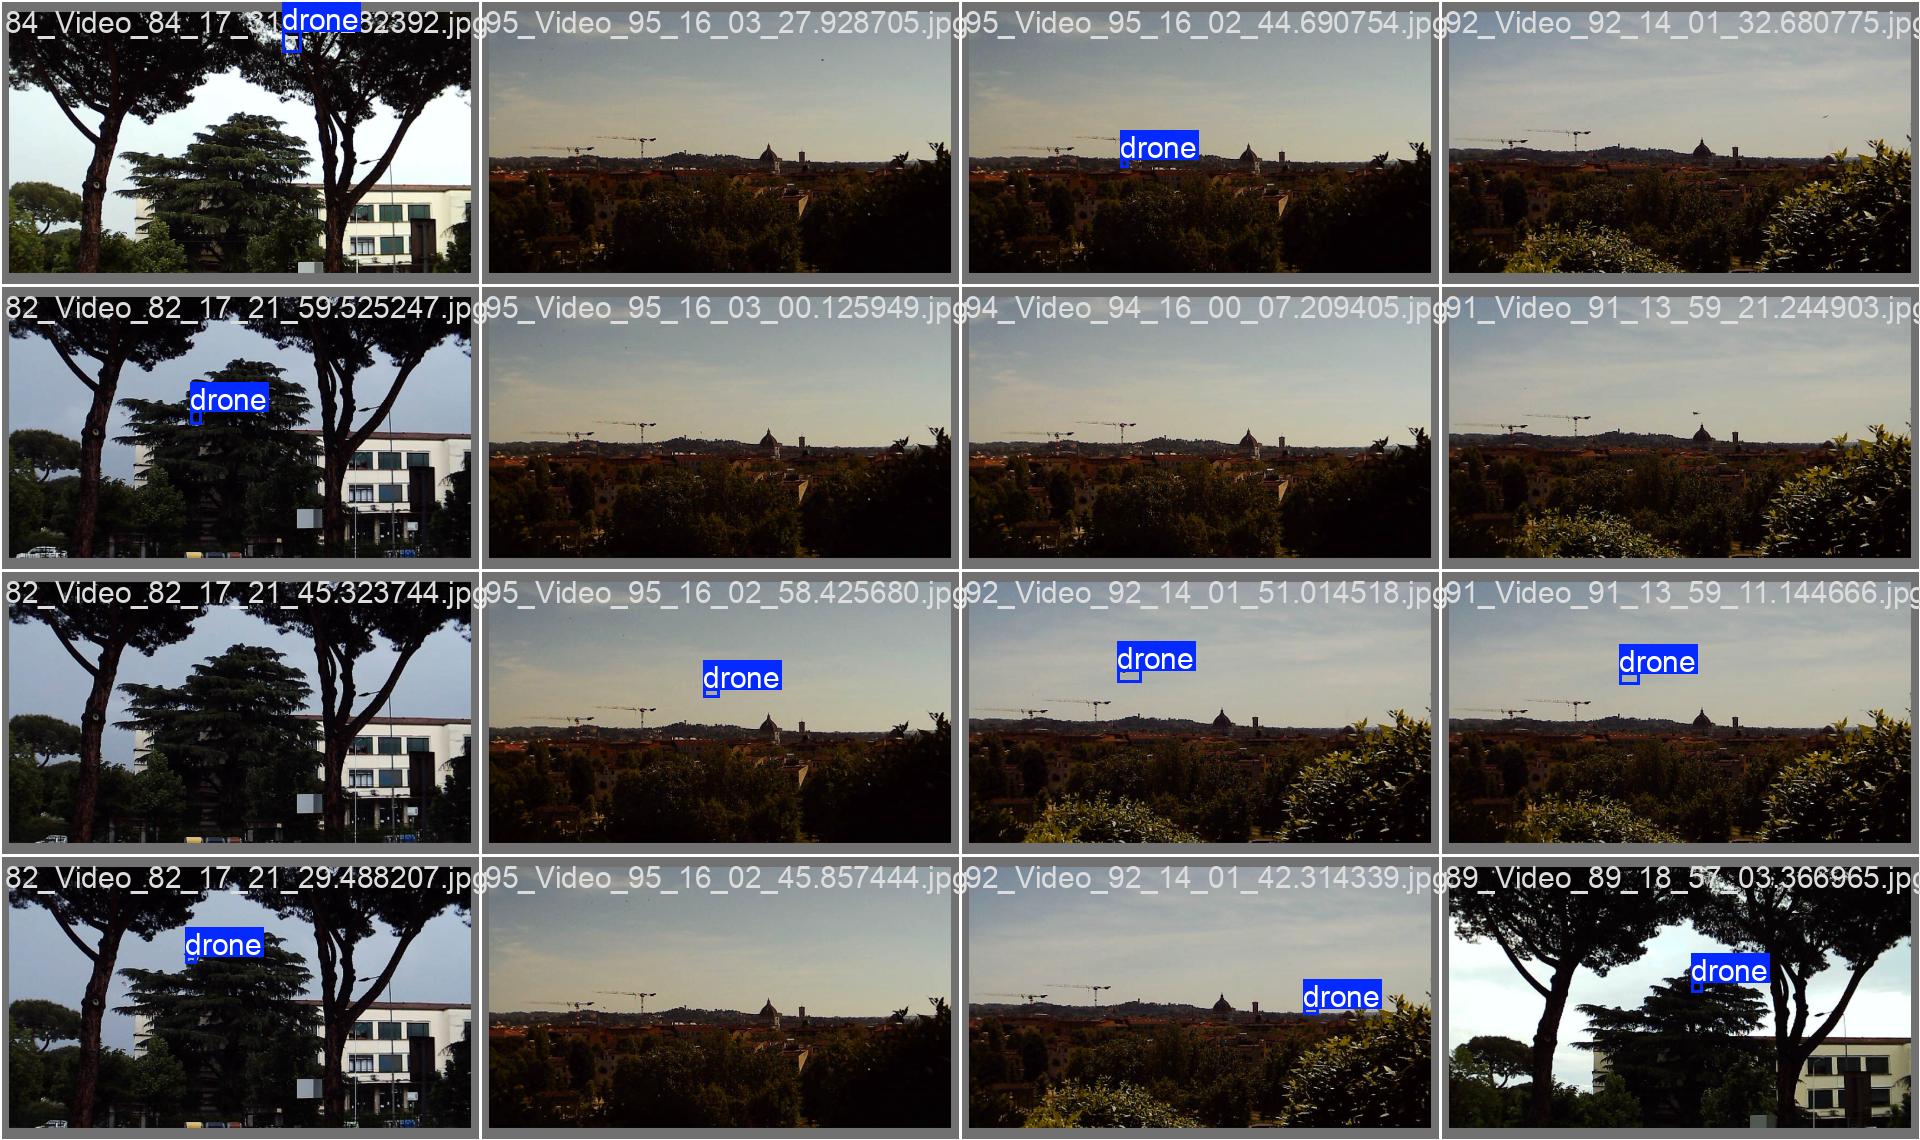 drone
84_Video_84_17_31 82392.jpg
95_Video_95_16_03_27.928705.jpg
95_Video_95_16_02_44.690754.jpg
92_Video_92_14_01_32.680775.jpg
drone
82_Video_82_17_21_59.525247.jpg
95_Video_95_16_03_00.125949.jpg
94_Video_94_16_00_07.209405.jpg
91_Video_91_13_59_21.244903.jpg
drone
82_Video_82_17_21_45.323744.jpg
95_Video_95_16_02_58.425680.jpg
92_Video_92_14_01_51.014518.jpg
91_Video_91_13_59_11.144666.jpg
drone
drone
drone
82_Video_82_17_21_29.488207.jpg
95_Video_95_16_02_45.857444.jpg
92_Video_92_14_01_42.314339.jpg
89_Video_89_18_57_03.366965.jpg
drone
drone
drone